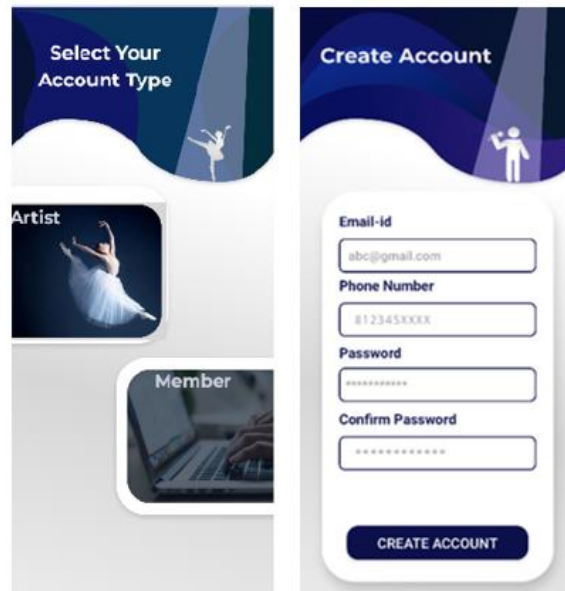 Select Your
Account Type
Artist
Member
Create Account
Email-id
abc@gmail.com
Phone Number
812345XXXX
Password
***********
Confirm Password
************
CREATE ACCOUNT